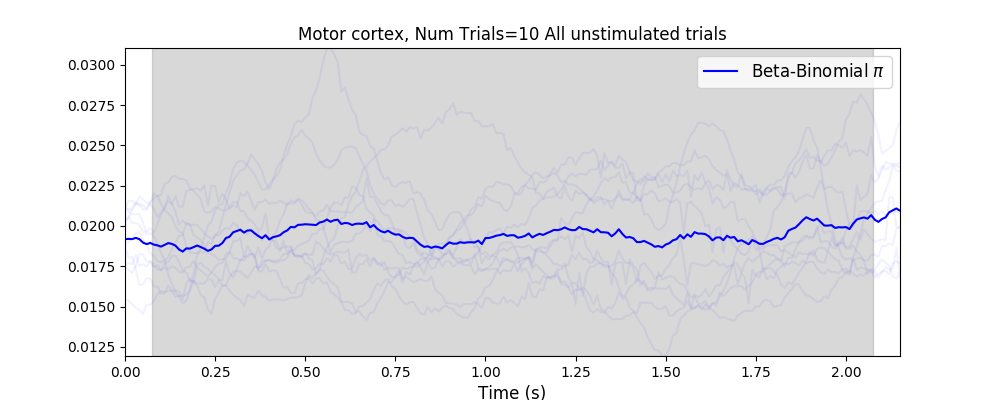 Motor cortex, Num Trials=10 All unstimulated trials
Beta-Binomial π
0.0300
0.0275
0.0250
0.0225
0.0200
0.0175
0.0150
0.0125
0.00 0.25 0.50 0.75 1.00 1.25 1.50 1.75 2.00
Time (s)